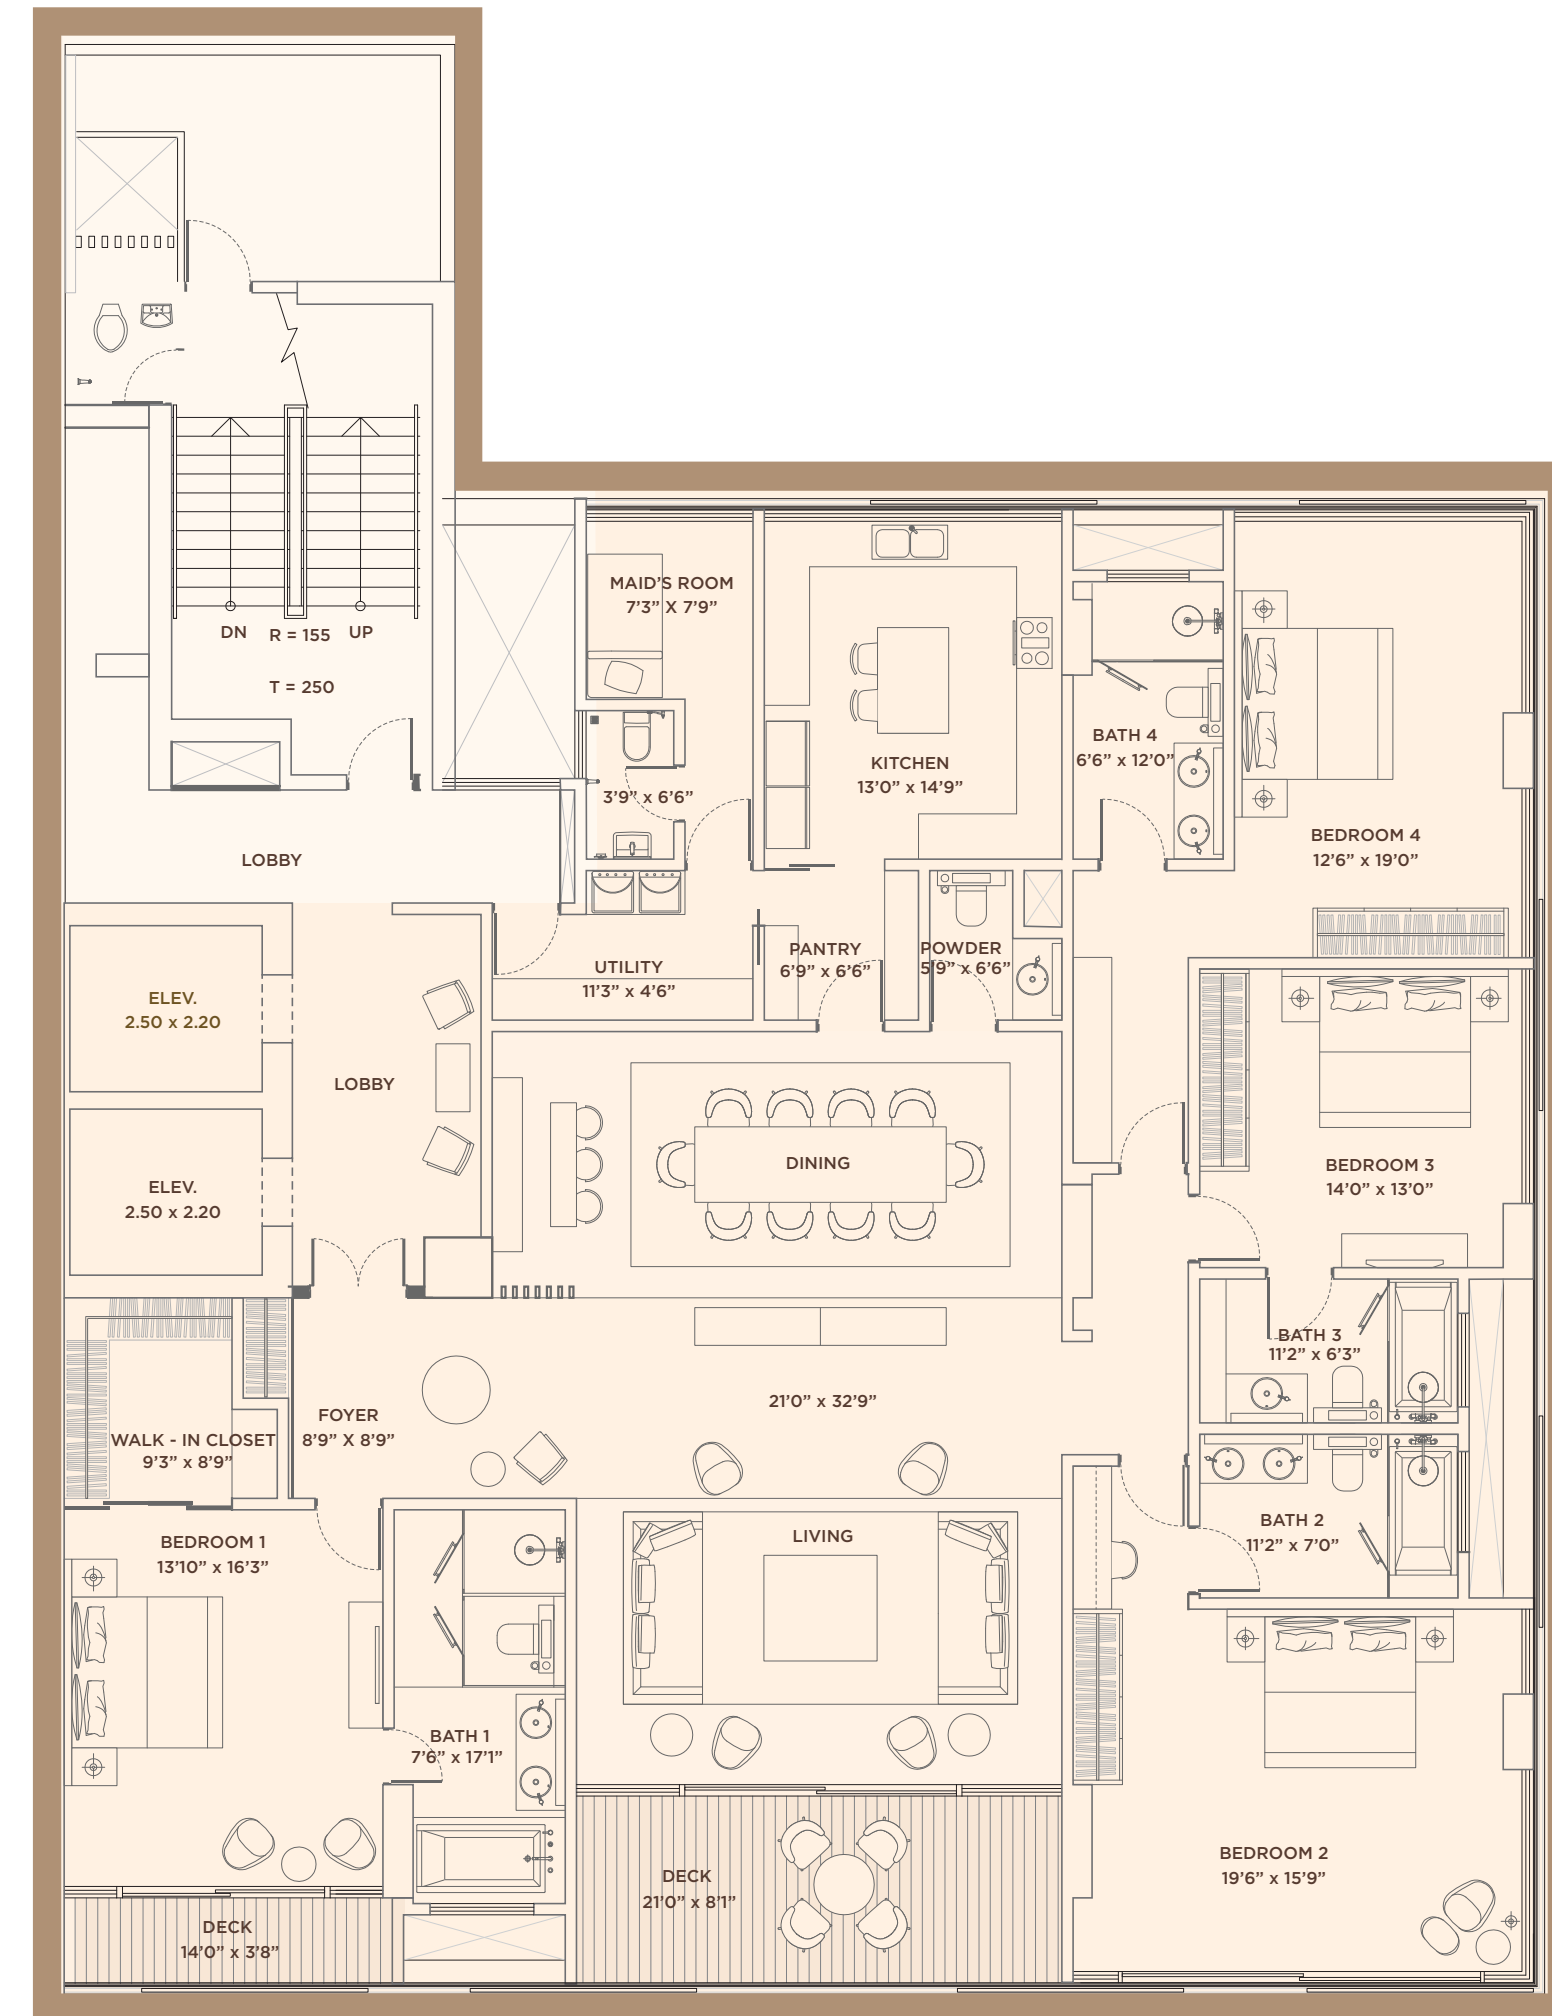 MAID'S ROOM
7'3” X 7'9”
DN
R = 155
UP
T = 250
BATH 4
6'6” x 12'0”
KITCHEN
13'0” x 14'9”
3'9” x 6'6”
BEDROOM 4
12'6” x 19'0”
LOBBY
PANTRY
6'9” x 6'6”
POWDER
5'9” x 6'6”
UTILITY
11'3” x 4'6”
ELEV.
2.50 x 2.20
LOBBY
DINING
BEDROOM 3
14'0” x 13'0”
ELEV.
2.50 x 2.20
BATH 3
11'2” x 6'3”
21'0” x 32'9”
FOYER
8'9” X 8'9”
WALK - IN CLOSET
9'3” x 8'9”
BATH 2
11'2” x 7'0”
LIVING
BEDROOM 1
13'10” x 16'3”
BATH 1
7'6” x 17'1”
BEDROOM 2
19'6” x 15'9”
DECK
21'0” x 8'1”
DECK
14'0” x 3'8”